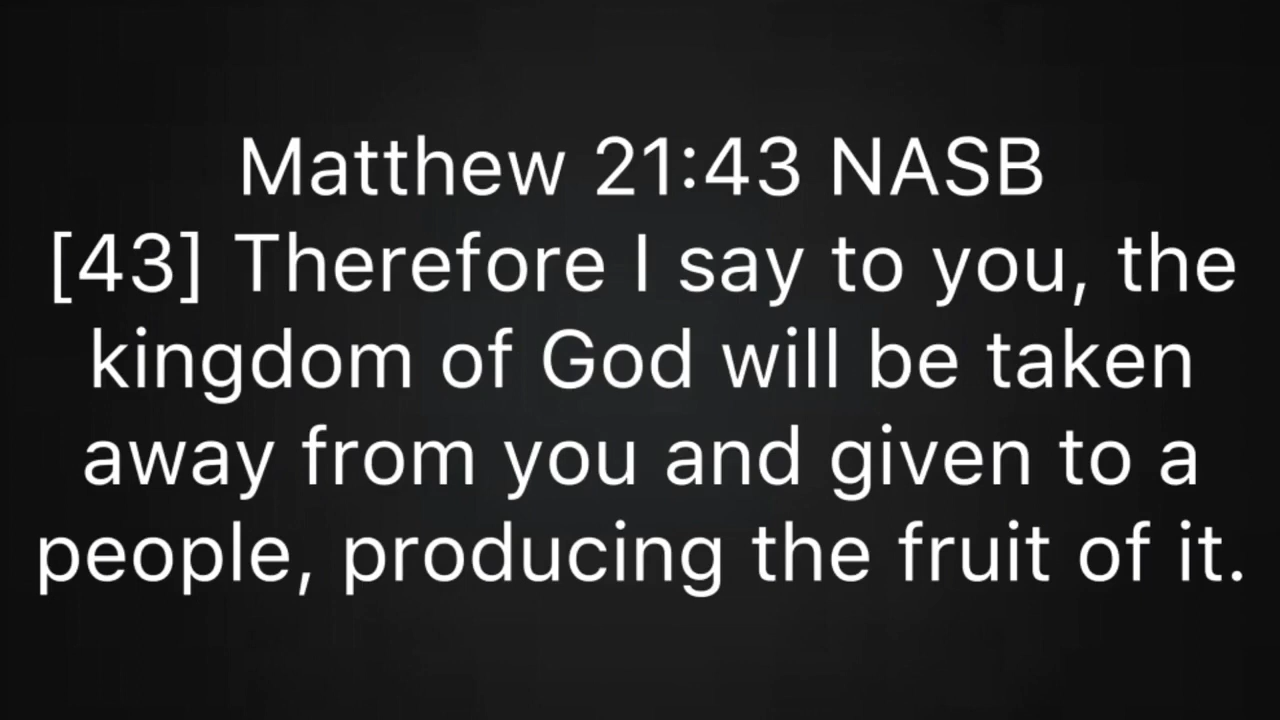 Matthew 21:43 NASB
[43] Therefore I say to you, the
kingdom of God will be taken
away from you and given to a
people, producing the fruit of it.